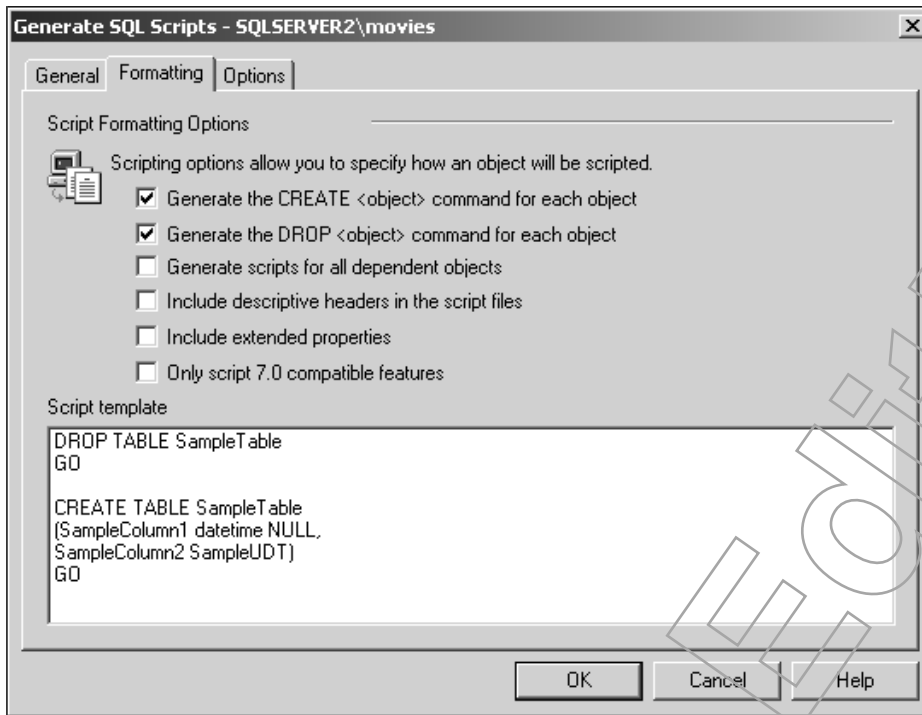 Generate SQL Scripts - SQLSERVER2\movies
General Formatting Options
Script Formatting Options
Scripting options allow you to specify how an object will be scripted.
Generate the CREATE <object> command for each object
Generate the DROP <object> command for each object
Generate scripts for all dependent objects
Include descriptive headers in the script files
Include extended properties
Only script 7.0 compatible features
Script template
DROP TABLE SampleTable
GO
CREATE TABLE SampleTable
(SampleColumn1 datetime NULL,
SampleColumn2 SampleUDT)
GO
OK Cancel Help
Edit